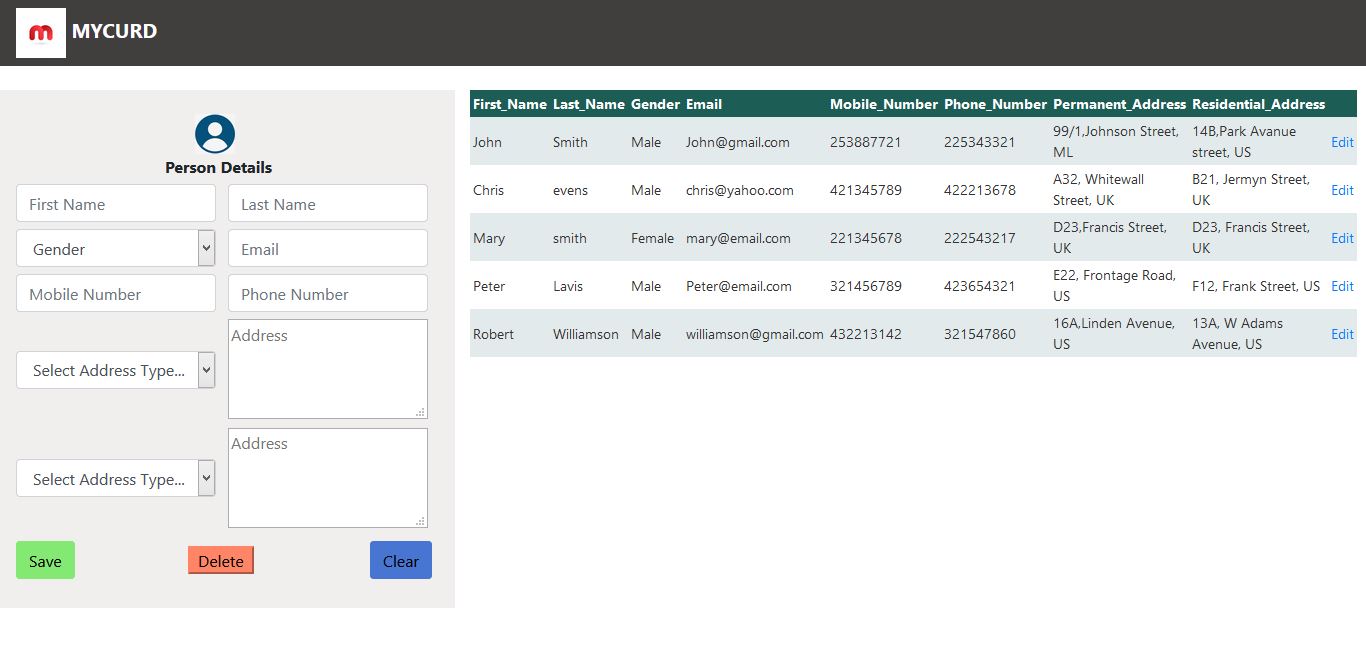 m MYCURD
Person Details
First Name Last Name
Gender Email
Mobile Number Phone Number
Select Address Type... Address
Select Address Type... Address
Save Delete Clear
First_Name Last_Name Gender Email Mobile_Number Phone_Number Permanent_Address Residential_Address
John Smith Male John@gmail.com 253887721 225343321 99/1,Johnson Street, ML 14B,Park Avanue street, US Edit
Chris evens Male chris@yahoo.com 421345789 422213678 A32, Whitewall Street, UK B21, Jermyn Street, UK Edit
Mary smith Female mary@email.com 221345678 222543217 D23,Francis Street, UK D23, Francis Street, UK Edit
Peter Lavis Male Peter@email.com 321456789 423654321 E22, Frontage Road, US F12, Frank Street, US Edit
Robert Williamson Male williamson@gmail.com 432213142 321547860 16A,Linden Avenue, US 13A, W Adams Avenue, US Edit